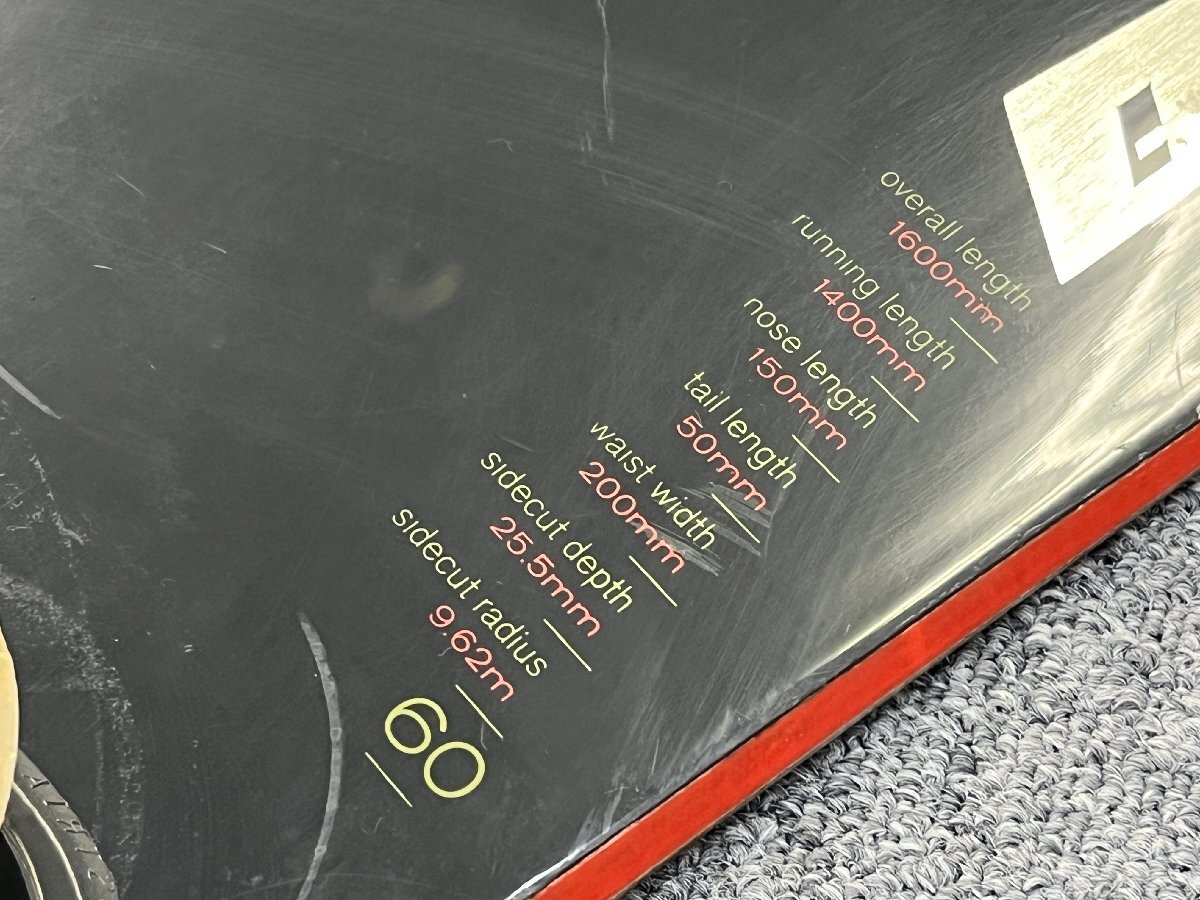 overall length
1600mm
running length
1400mm
nose length
150mm
tail length
50mm
waist width
200mm
sidecut depth
25.5mm
sidecut radius
9.62m
60